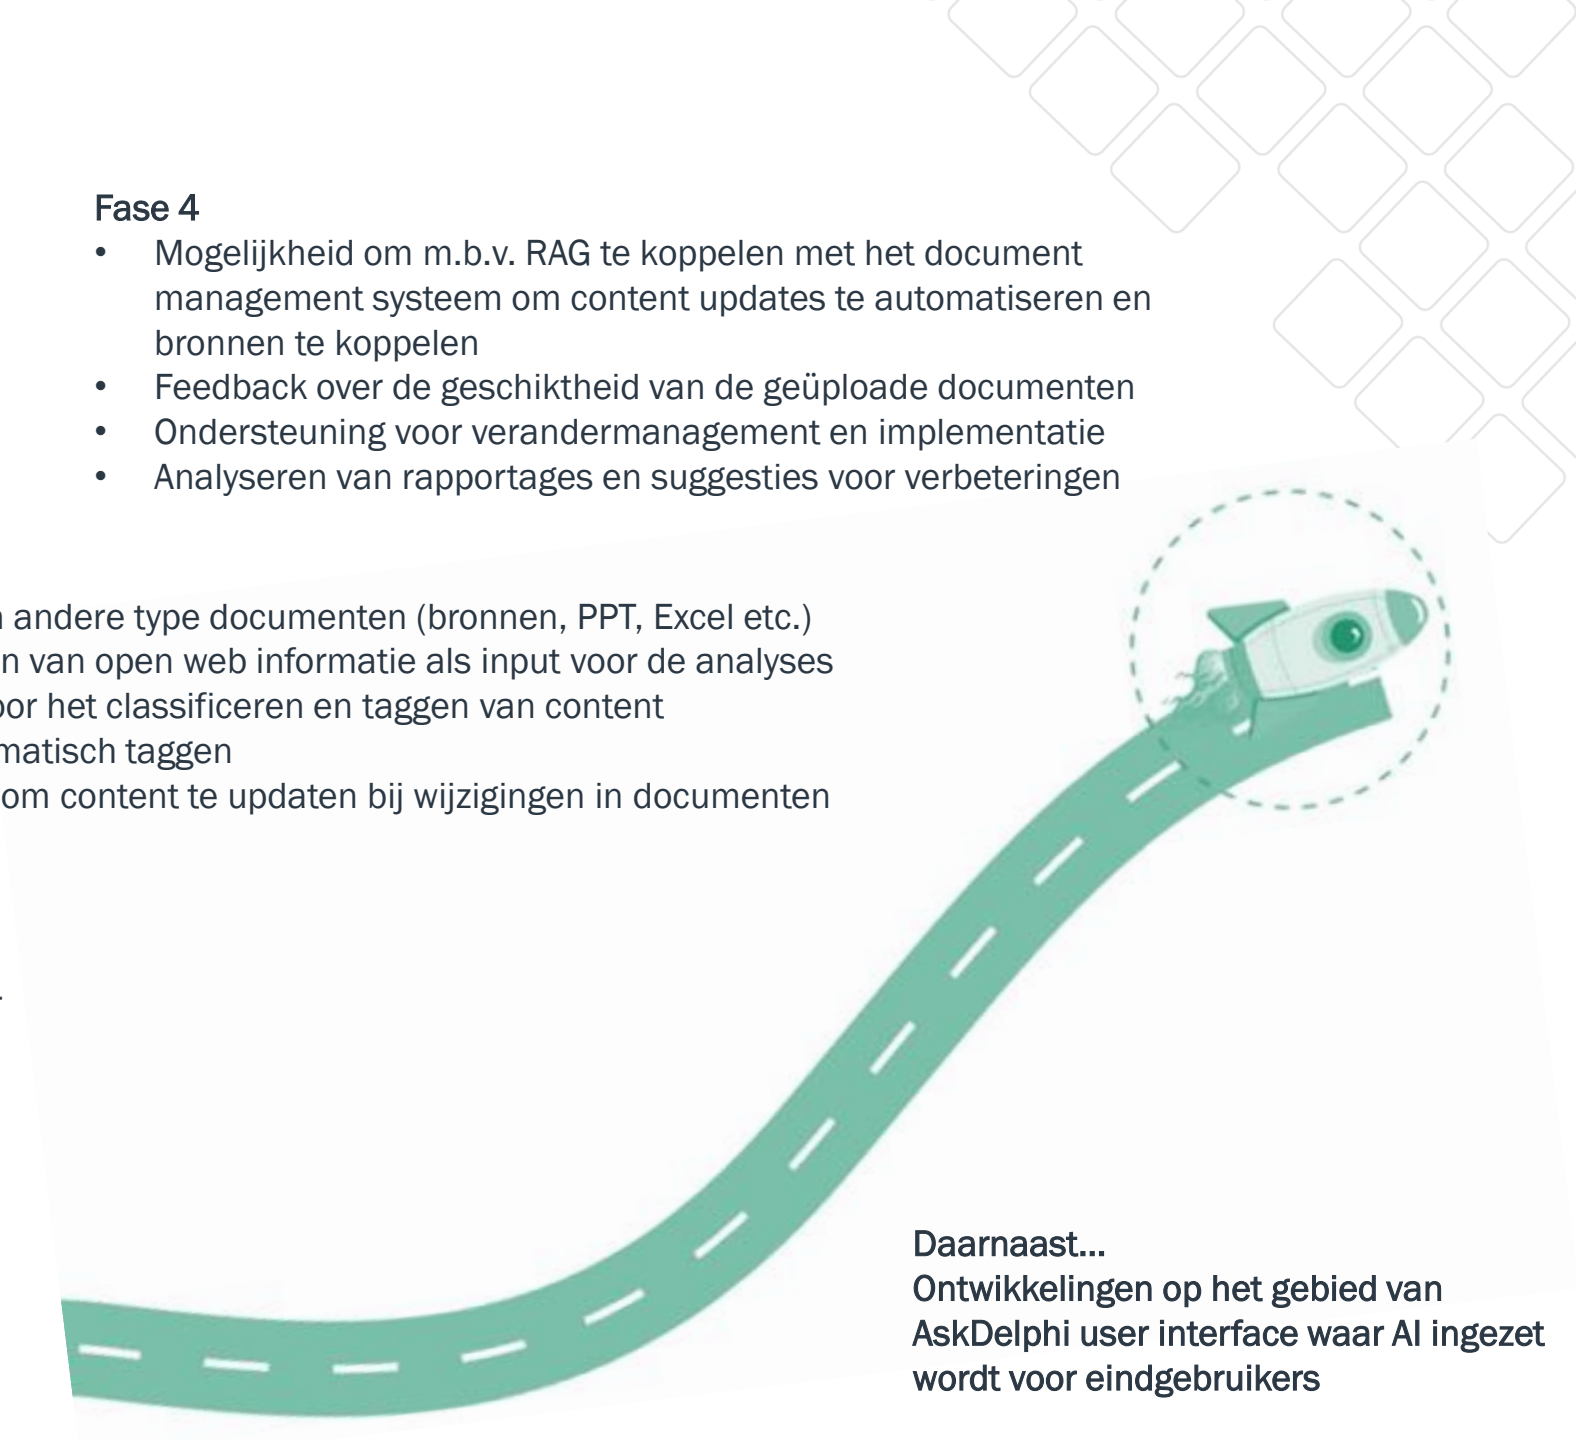 Fase 4
• Mogelijkheid om m.b.v. RAG te koppelen met het document
management systeem om content updates te automatiseren en
bronnen te koppelen
• Feedback over de geschiktheid van de geüploade documenten
• Ondersteuning voor verandermanagement en implementatie
• Analyseren van rapportages en suggesties voor verbeteringen
andere type documenten (bronnen, PPT, Excel etc.)
van open web informatie als input voor de analyses
het classificeren en taggen van content
taggen
om content te updaten bij wijzigingen in documenten
Daarnaast...
Ontwikkelingen op het gebied van
AskDelphi user interface waar AI ingezet
wordt voor eindgebruikers